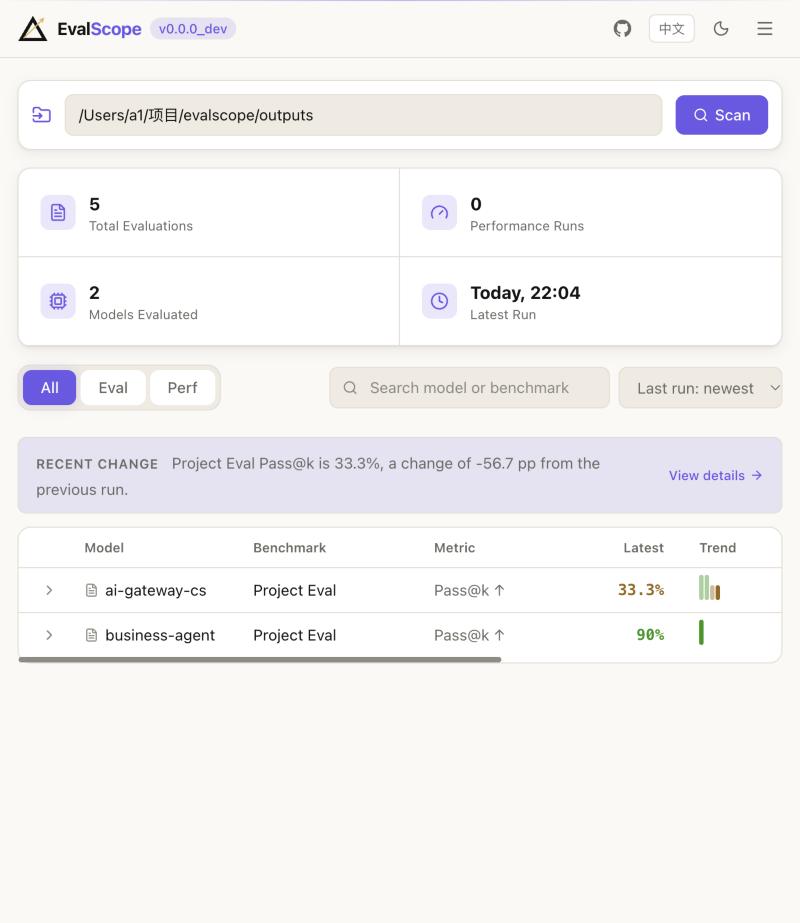 EvalScope v0.0.0_dev 中文
/Users/a1/项目/evalscope/outputs Scan
5
Total Evaluations
0
Performance Runs
2
Models Evaluated
Today, 22:04
Latest Run
All Eval Perf Search model or benchmark Last run: newest
RECENT CHANGE Project Eval Pass@k is 33.3%, a change of -56.7 pp from the
previous run.
View details →
Model Benchmark Metric Latest Trend
ai-gateway-cs Project Eval Pass@k ↑ 33.3%
business-agent Project Eval Pass@k ↑ 90%